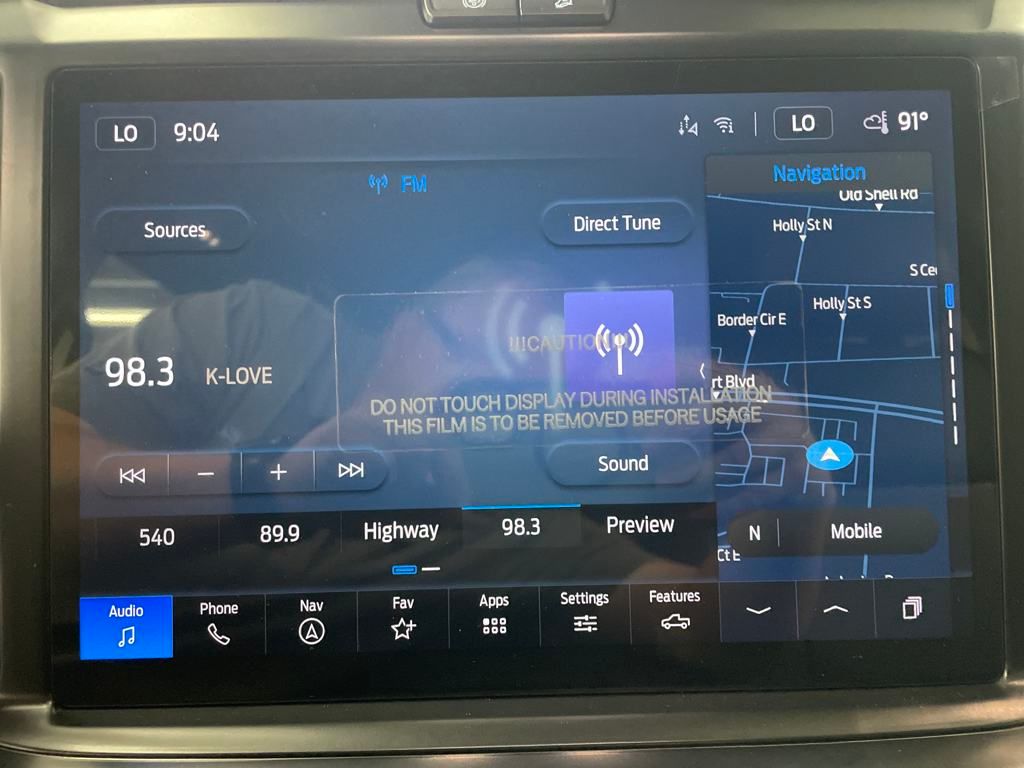 LO 9:04 LO 91°
FM
Navigation
Old Shell Rd
Sources
Direct Tune
Holly St N
S Ce
Holly St S
Border Cir E
!!!CAUTION!!!
98.3 K-LOVE
rt Blvd
DO NOT TOUCH DISPLAY DURING INSTALLATION
THIS FILM IS TO BE REMOVED BEFORE USAGE
Sound
540 89.9 Highway 98.3 Preview
N Mobile
Ct E
Audio Phone Nav Fav Apps Settings Features